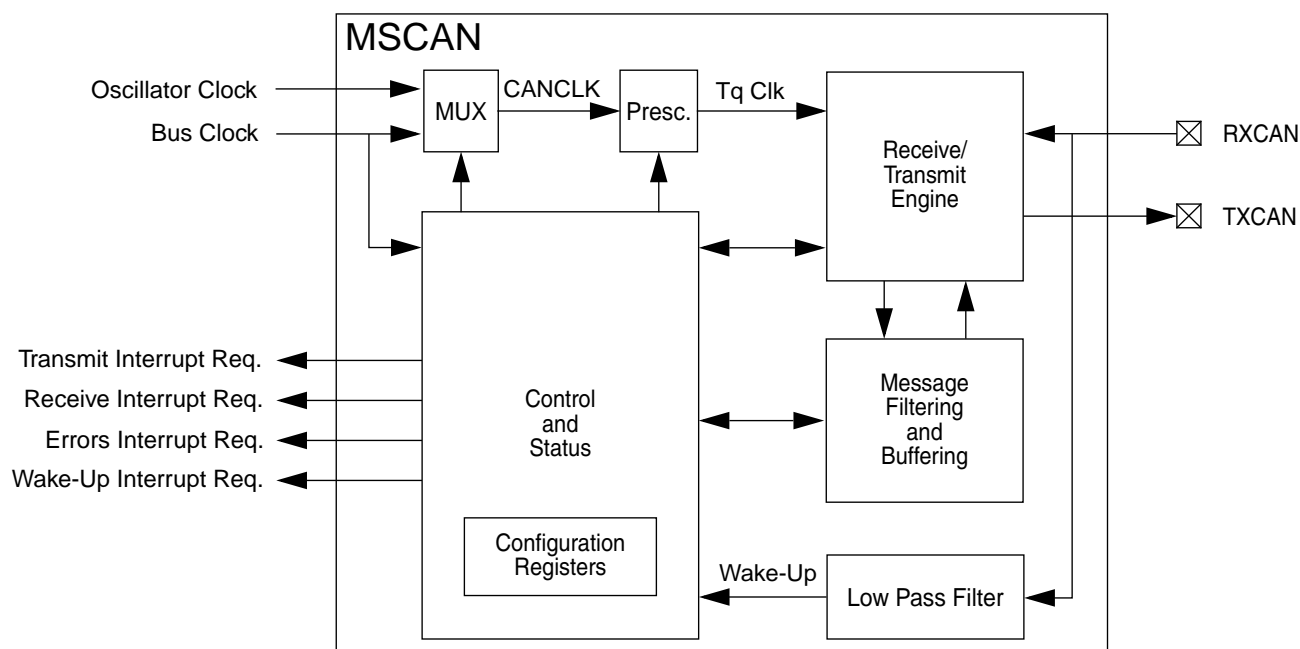 MSCAN
Oscillator Clock
Bus Clock
MUX
CANCLK
Presc.
Tq Clk
Receive/
Transmit
Engine
RXCAN
TXCAN
Transmit Interrupt Req.
Receive Interrupt Req.
Errors Interrupt Req.
Wake-Up Interrupt Req.
Control
and
Status
Message
Filtering
and
Buffering
Configuration
Registers
Wake-Up
Low Pass Filter